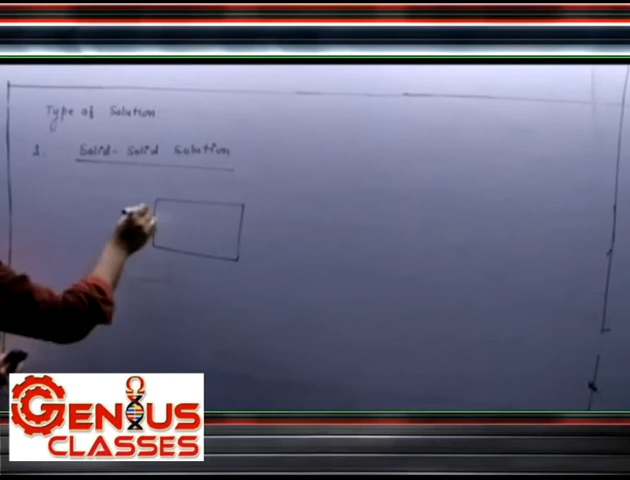 Type of Solution
1. Solid- Solid Solution
GENIUS
CLASSES